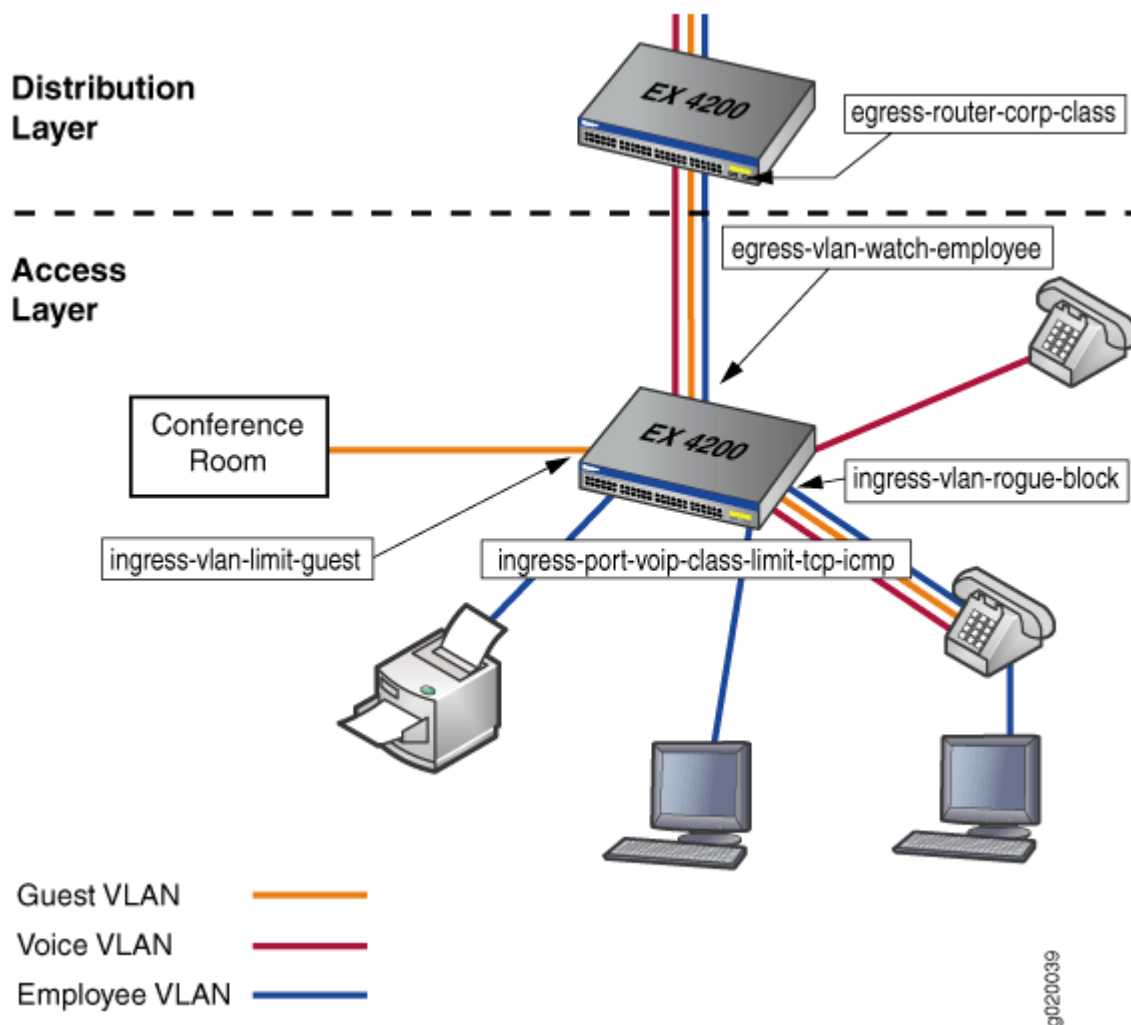 Distribution
Layer
EX 4200
egress-router-corp-class
egress-vlan-watch-employee
Access
Layer
Conference
Room
EX 4200
ingress-vlan-rogue-block
ingress-vlan-limit-guest
ingress-port-voip-class-limit-tcp-icmp
Guest VLAN
Voice VLAN
Employee VLAN
g020039